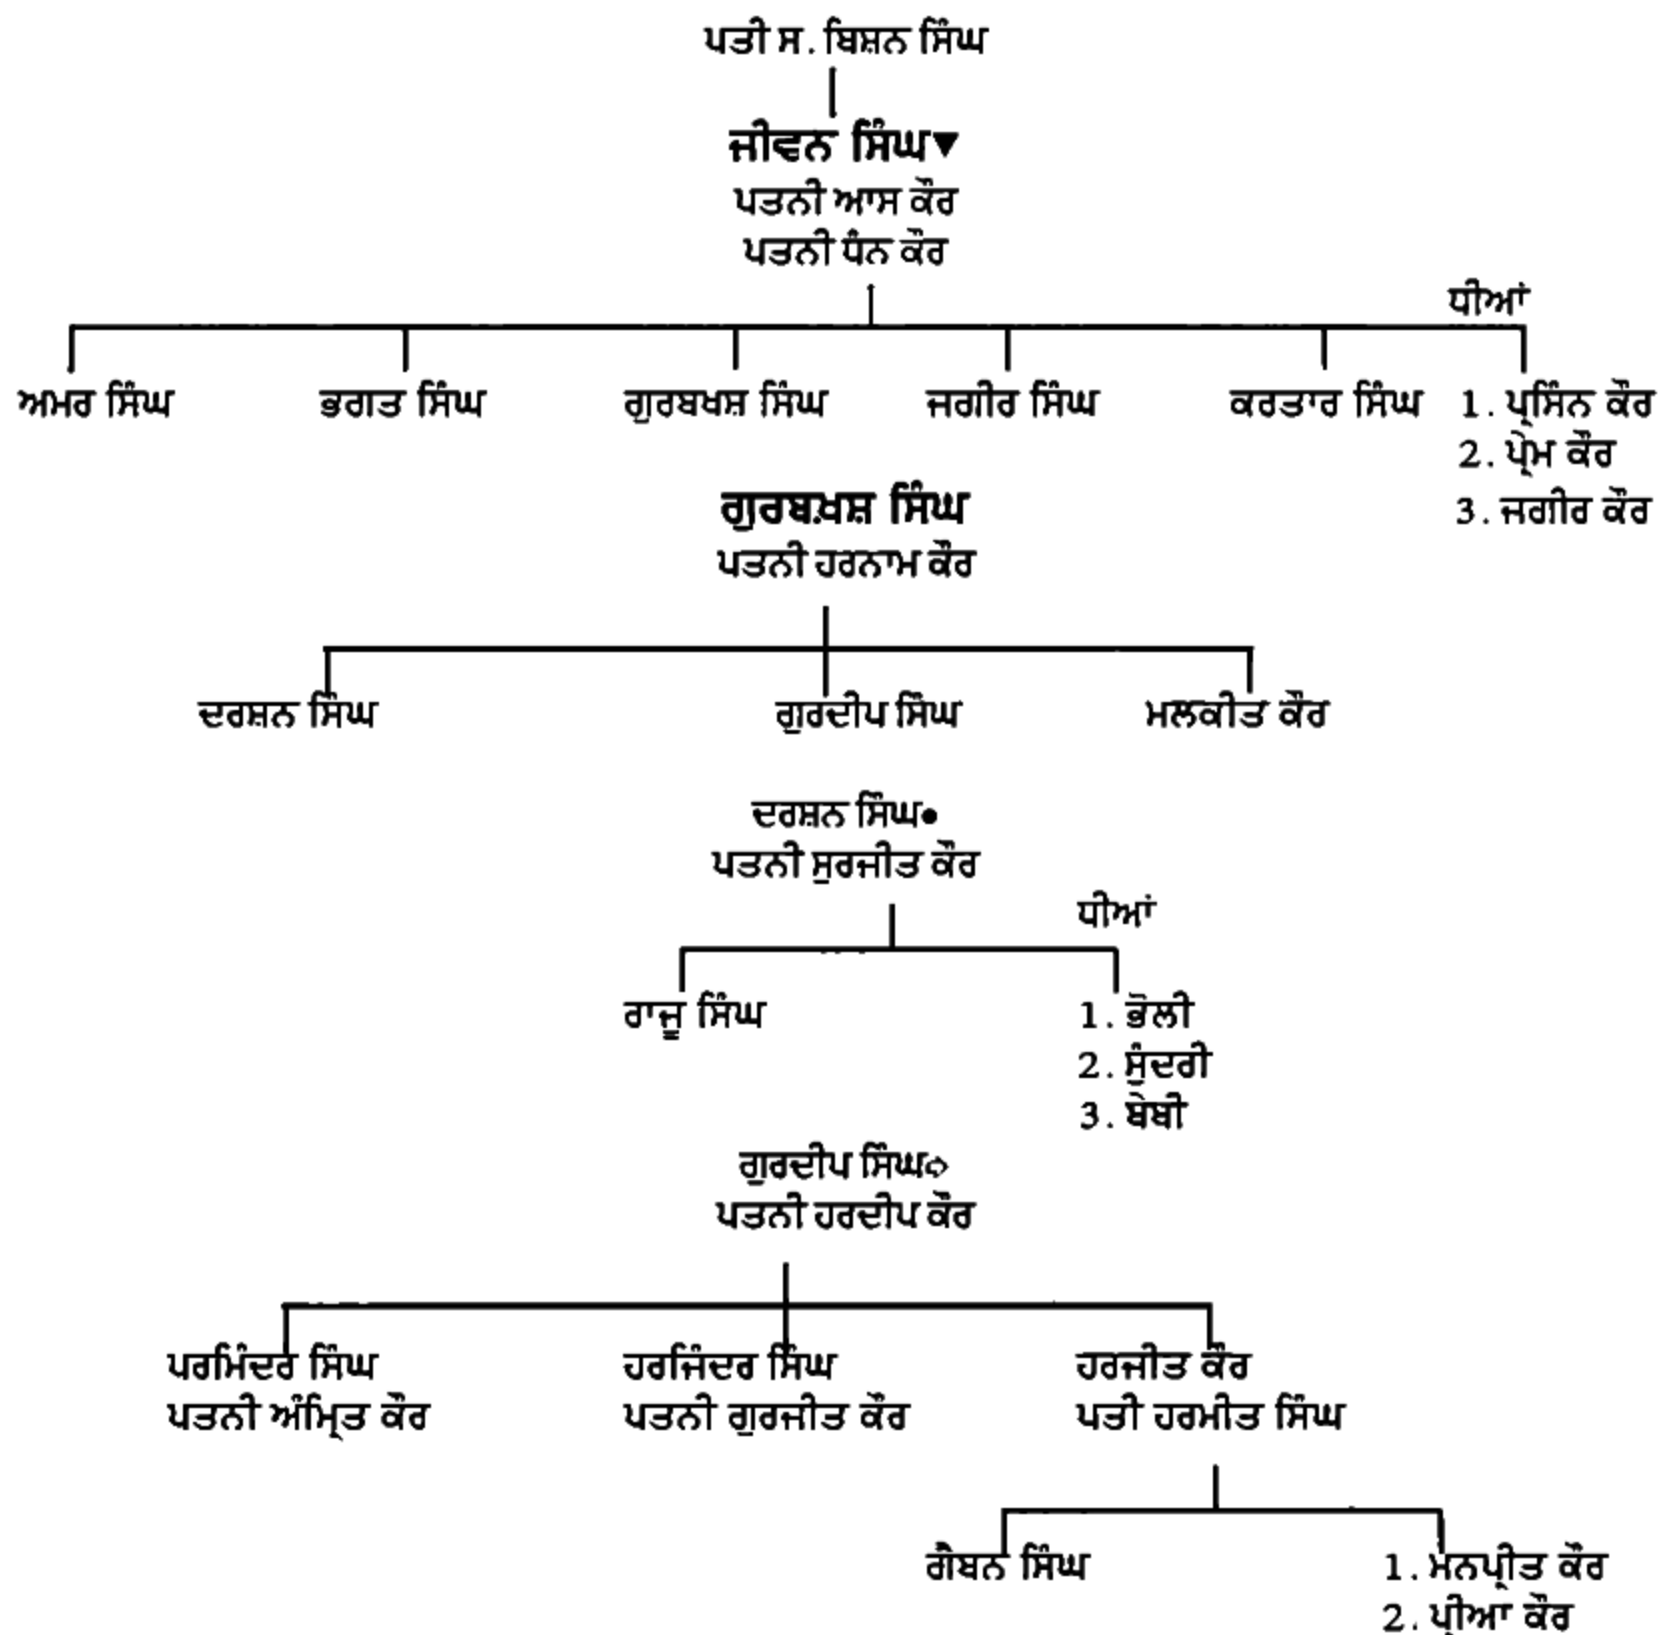 ਪਤੀ ਸ. ਬਿਸ਼ਨ ਸਿੰਘ
ਜੀਵਨ ਸਿੰਘ▼
ਪਤਨੀ ਆਸ ਕੌਰ
ਪਤਨੀ ਧੰਨ ਕੌਰ
ਧੀਆਂ
ਅਮਰ ਸਿੰਘ ਭਗਤ ਸਿੰਘ ਗੁਰਬਖਸ਼ ਸਿੰਘ ਜਗੀਰ ਸਿੰਘ ਕਰਤਾਰ ਸਿੰਘ 1. ਪ੍ਰਸਿੰਨ ਕੌਰ
2. ਪ੍ਰੇਮ ਕੌਰ
3. ਜਗੀਰ ਕੌਰ
ਗੁਰਬਖ਼ਸ਼ ਸਿੰਘ
ਪਤਨੀ ਹਰਨਾਮ ਕੌਰ
ਦਰਸ਼ਨ ਸਿੰਘ ਗੁਰਦੀਪ ਸਿੰਘ ਮਲਕੀਤ ਕੌਰ
ਦਰਸ਼ਨ ਸਿੰਘ●
ਪਤਨੀ ਸੁਰਜੀਤ ਕੌਰ
ਧੀਆਂ
ਰਾਜੂ ਸਿੰਘ 1. ਭੋਲੀ
2. ਸੁੰਦਰੀ
3. ਬੇਬੀ
ਗੁਰਦੀਪ ਸਿੰਘ◇
ਪਤਨੀ ਹਰਦੀਪ ਕੌਰ
ਪਰਮਿੰਦਰ ਸਿੰਘ ਹਰਜਿੰਦਰ ਸਿੰਘ ਹਰਜੀਤ ਕੌਰ
ਪਤਨੀ ਅੰਮ੍ਰਿਤ ਕੌਰ ਪਤਨੀ ਗੁਰਜੀਤ ਕੌਰ ਪਤੀ ਹਰਮੀਤ ਸਿੰਘ
ਗੈਬਨ ਸਿੰਘ 1. ਮਨਪ੍ਰੀਤ ਕੌਰ
2. ਪ੍ਰੀਆ ਕੌਰ